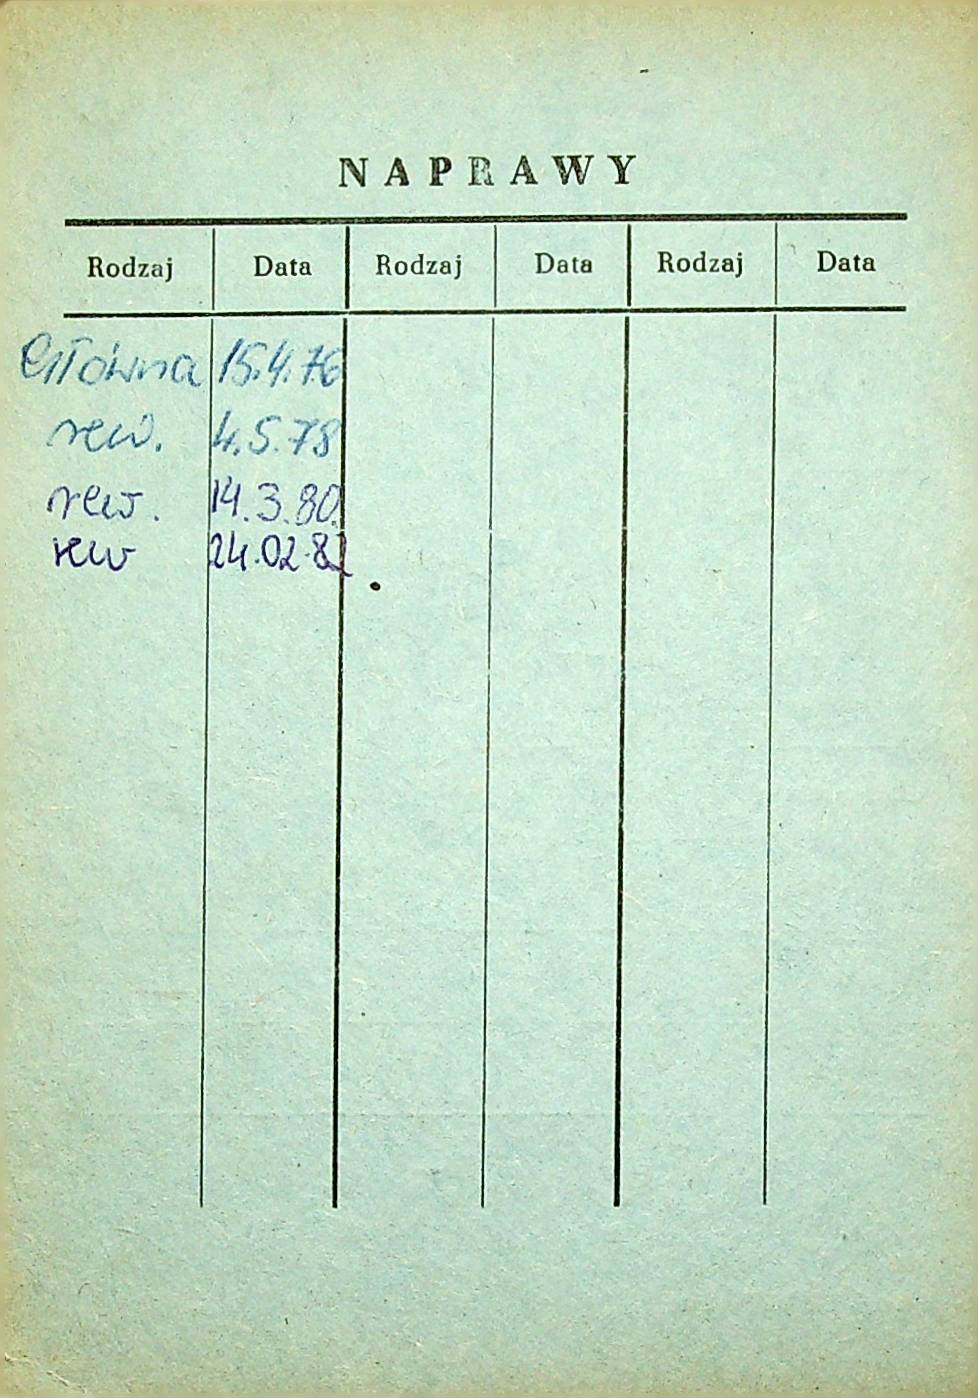 NAPRAWY
Rodzaj Data Rodzaj Data Rodzaj Data
Główna 15.4.76
rew. 4.5.78
rew. 14.3.80.
rew 24.02.82